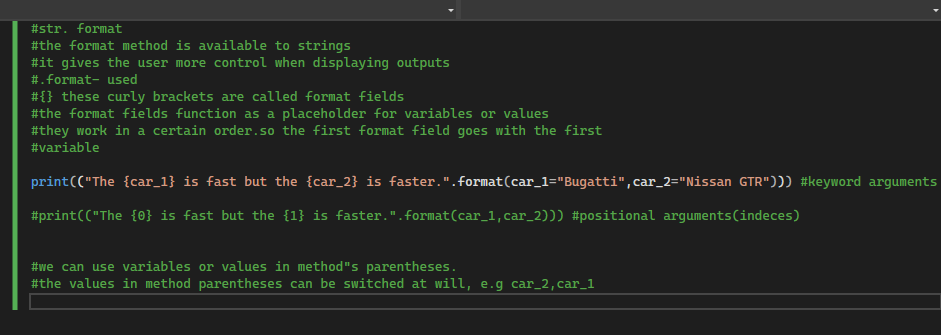 #str. format
#the format method is available to strings
#it gives the user more control when displaying outputs
#.format- used
#{} these curly brackets are called format fields
#the format fields function as a placeholder for variables or values
#they work in a certain order.so the first format field goes with the first
#variable
print(("The {car_1} is fast but the {car_2} is faster.".format(car_1="Bugatti",car_2="Nissan GTR"))) #keyword arguments
#print(("The {0} is fast but the {1} is faster.".format(car_1,car_2))) #positional arguments(indeces)
#we can use variables or values in method"s parentheses.
#the values in method parentheses can be switched at will, e.g car_2,car_1